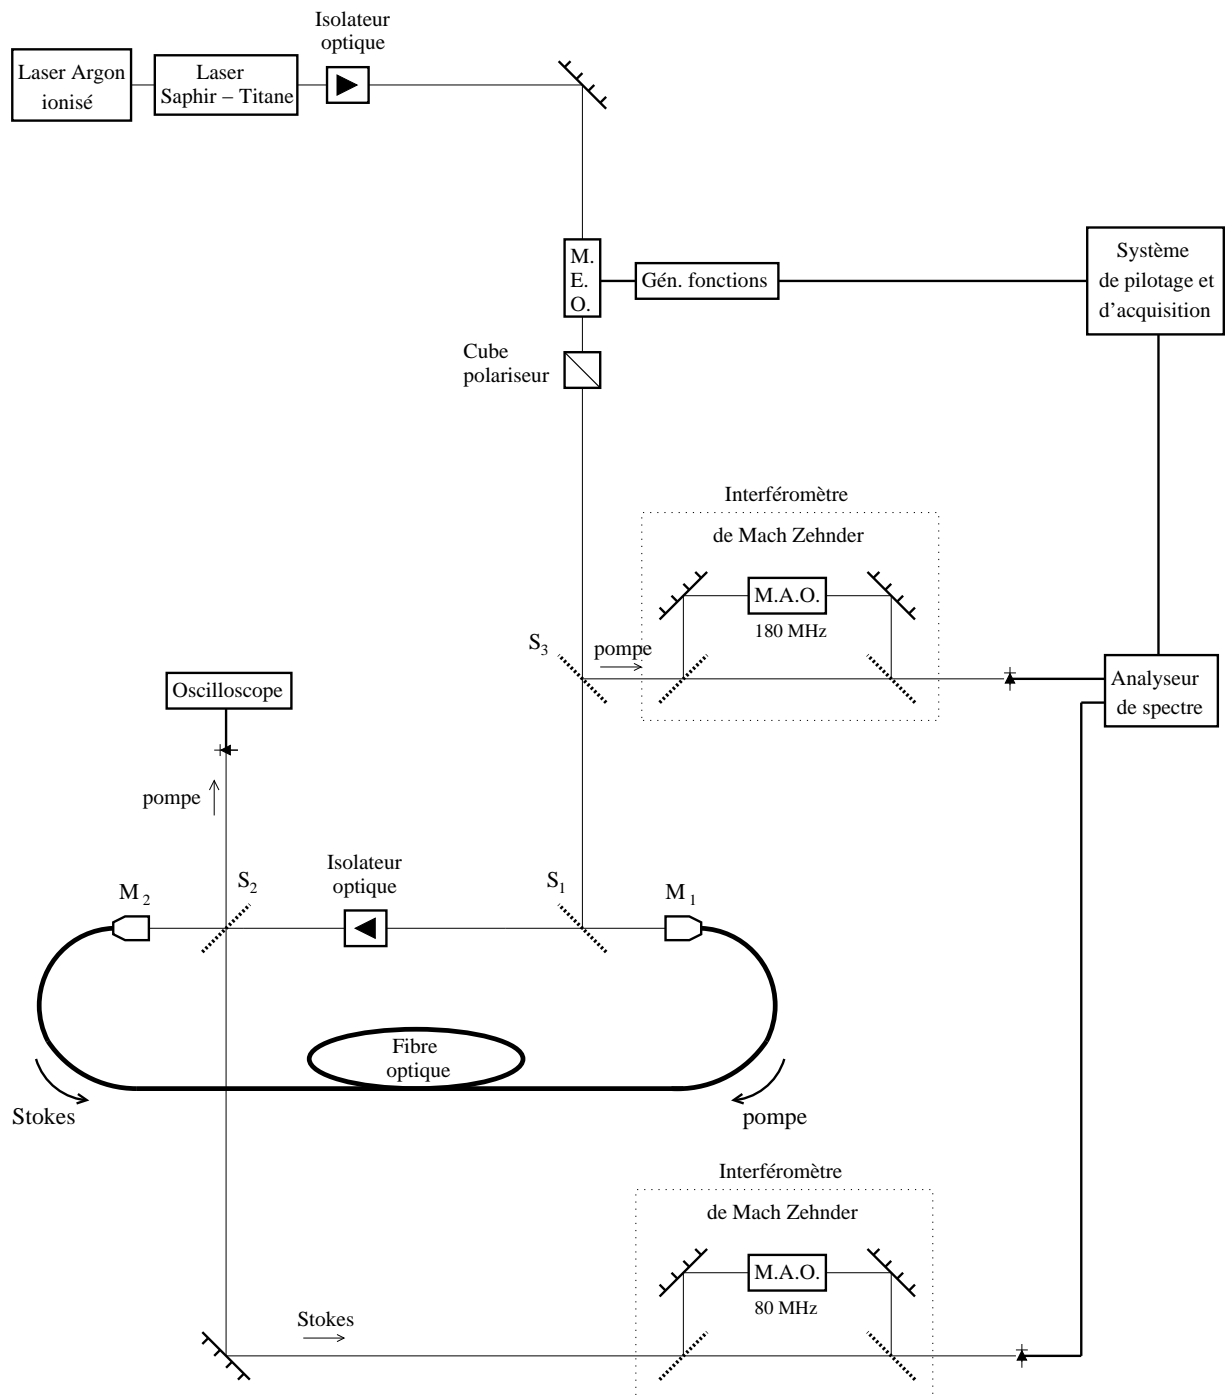 Isolateur
optique
Laser Argon
ionisé
Laser
Saphir – Titane
M.
E.
O.
Gén. fonctions
Système
de pilotage et
d'acquisition
Cube
polariseur
Interféromètre
de Mach Zehnder
M.A.O.
180 MHz
S3
pompe
Oscilloscope
Analyseur
de spectre
pompe
Isolateur
optique
M2
S2
S1
M1
Fibre
optique
Stokes
pompe
Interféromètre
de Mach Zehnder
M.A.O.
80 MHz
Stokes